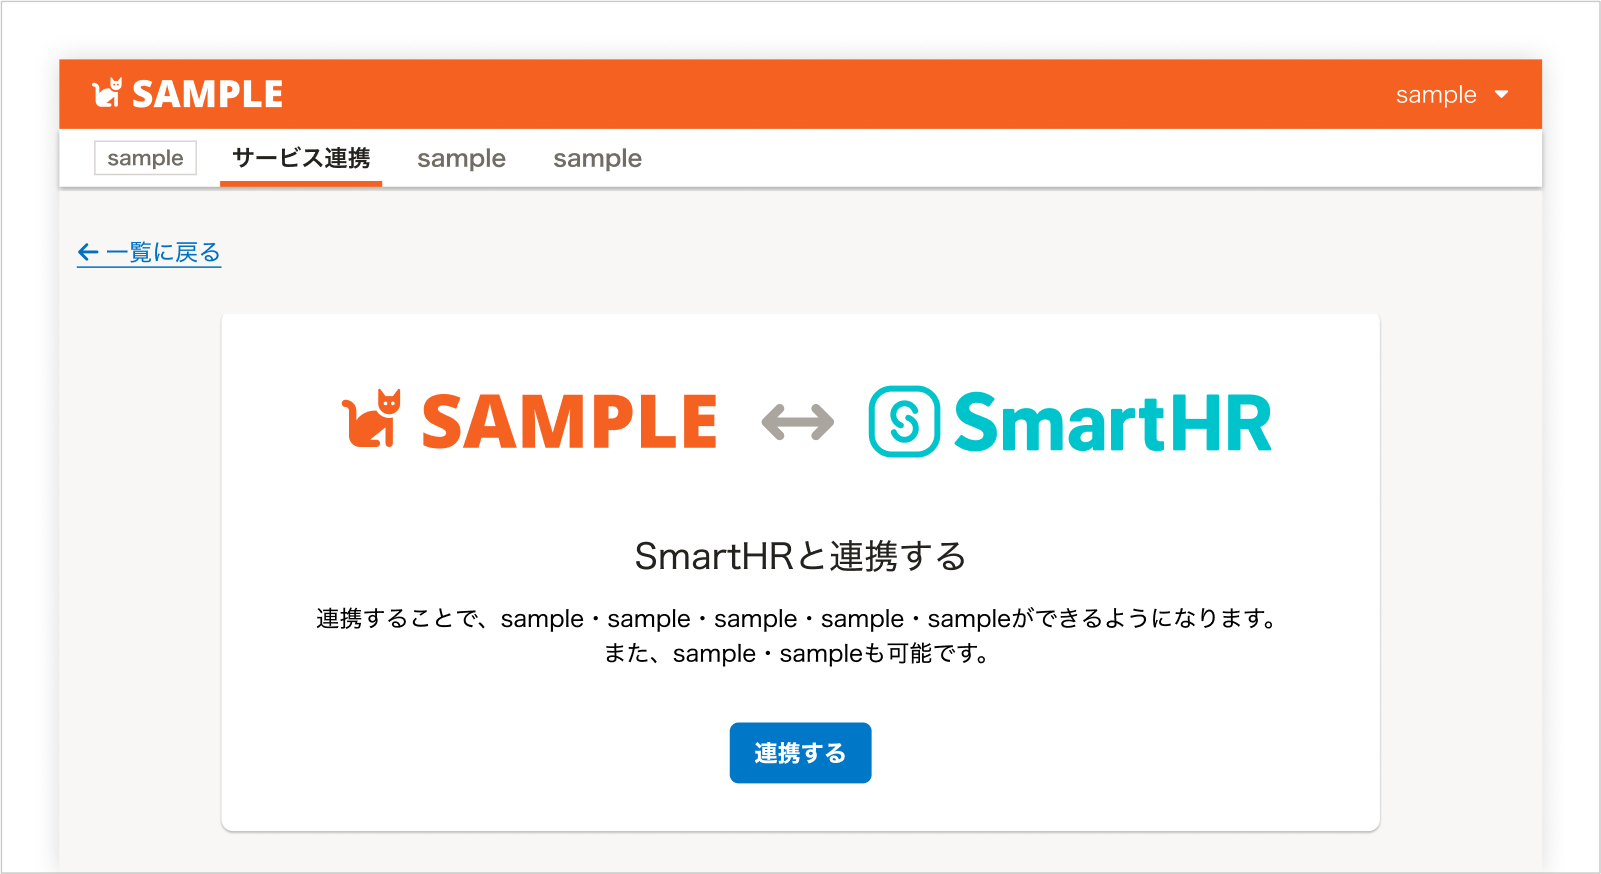 SAMPLE
sample
sample
サービス連携
sample
sample
← 一覧に戻る
SAMPLE
SmartHR
SmartHRと連携する
連携することで、sample・sample・sample・sample・sampleができるようになります。
また、sample・sampleも可能です。
連携する